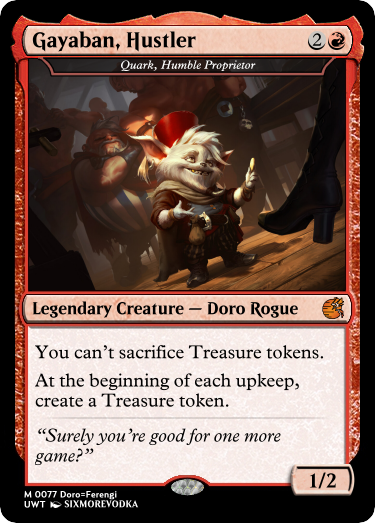 Gayaban, Hustler 2
Quark, Humble Proprietor
Legendary Creature — Doro Rogue
You can't sacrifice Treasure tokens.
At the beginning of each upkeep,
create a Treasure token.
“Surely you're good for one more
game?”
1/2
M 0077 Doro=Ferengi
UWT SIXMOREVODKA